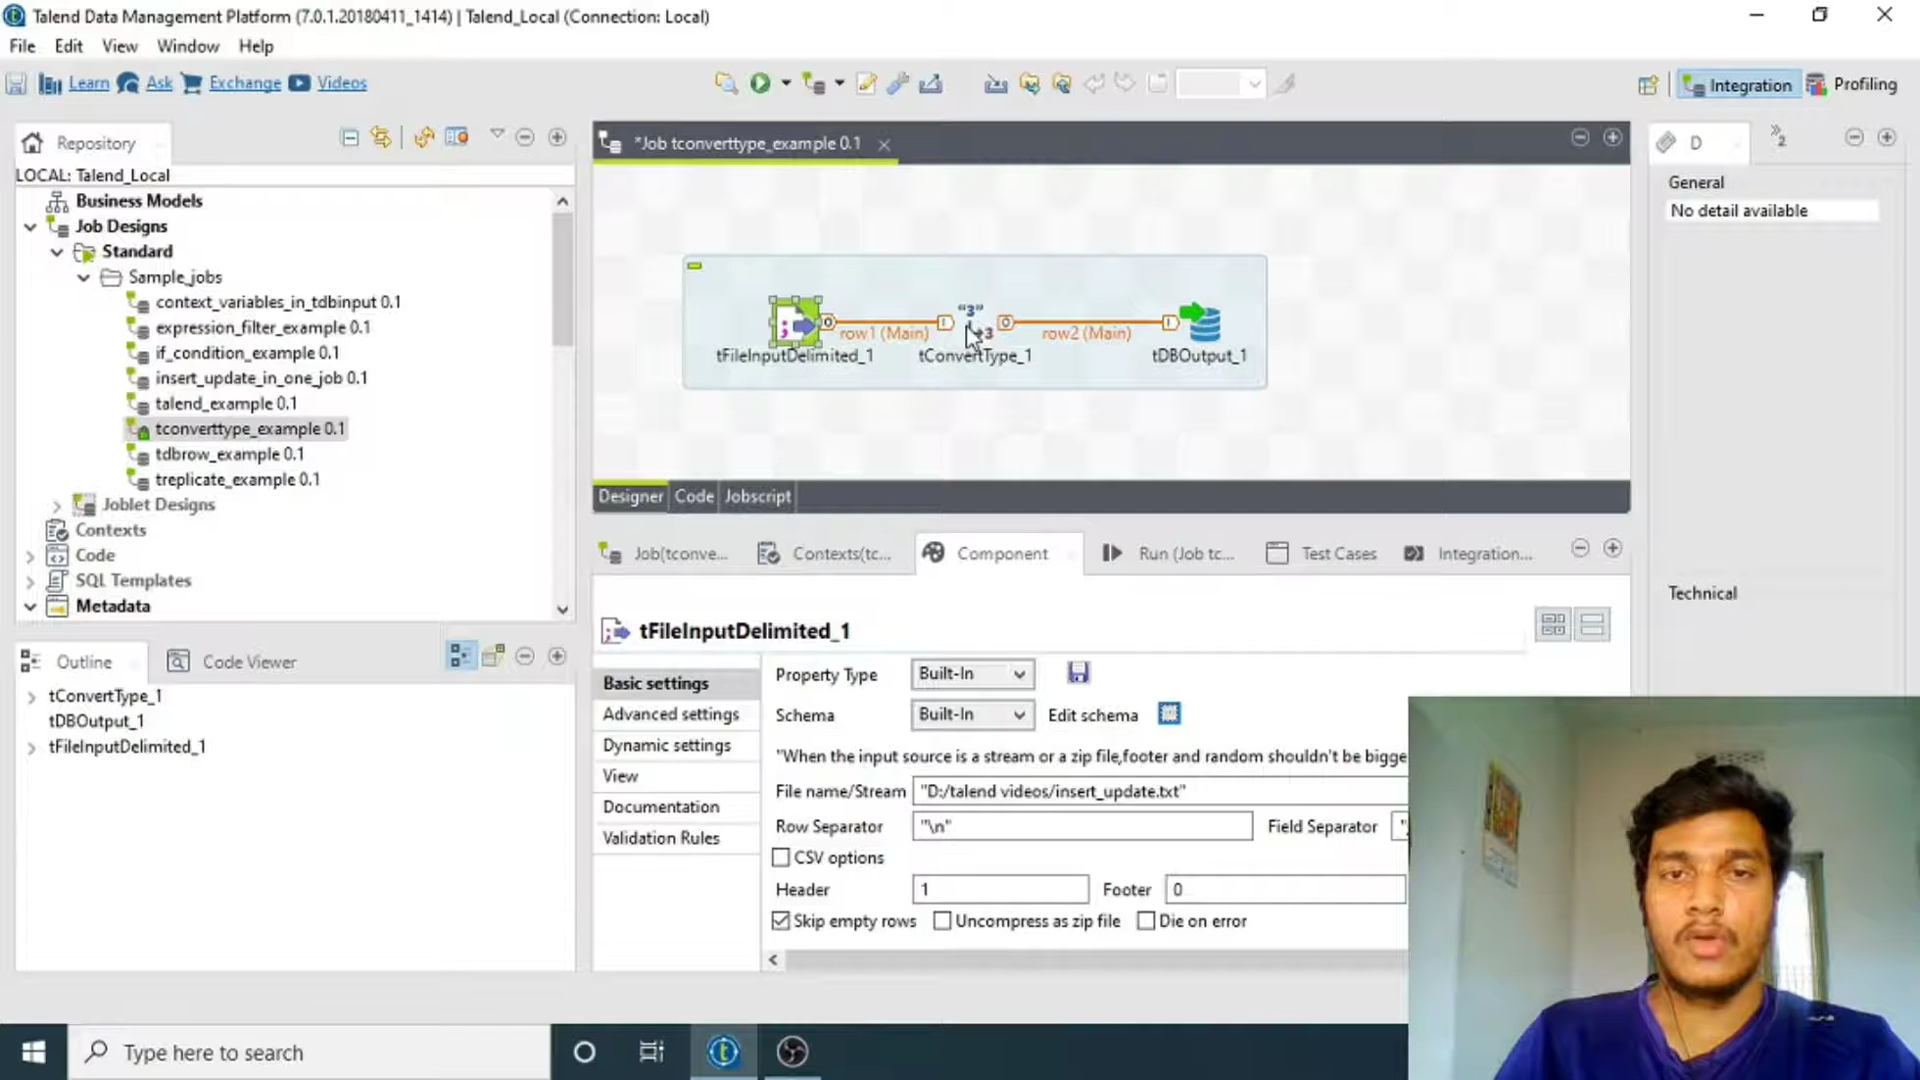 Talend Data Management Platform (7.0.1.20180411_1414) | Talend_Local (Connection: Local)
File Edit View Window Help
Learn Ask Exchange Videos
Integration Profiling
Repository
LOCAL: Talend_Local
Business Models
Job Designs
Standard
Sample_jobs
context_variables_in_tdbinput 0.1
expression_filter_example 0.1
if_condition_example 0.1
insert_update_in_one_job 0.1
talend_example 0.1
tconverttype_example 0.1
tdbrow_example 0.1
treplicate_example 0.1
Joblet Designs
Contexts
Code
SQL Templates
Metadata
Outline Code Viewer
tConvertType_1
tDBOutput_1
tFileInputDelimited_1
*Job tconverttype_example 0.1
row1 (Main) row2 (Main)
tFileInputDelimited_1 tConvertType_1 tDBOutput_1
Designer Code Jobscript
Job(tconve... Contexts(tc... Component Run (Job tc... Test Cases Integration...
tFileInputDelimited_1
Basic settings
Advanced settings
Dynamic settings
View
Documentation
Validation Rules
Property Type Built-In
Schema Built-In Edit schema
"When the input source is a stream or a zip file,footer and random shouldn't be bigge
File name/Stream "D:/talend videos/insert_update.txt"
Row Separator "\n" Field Separator
CSV options
Header 1 Footer 0
Skip empty rows Uncompress as zip file Die on error
D
General
No detail available
Technical
Type here to search